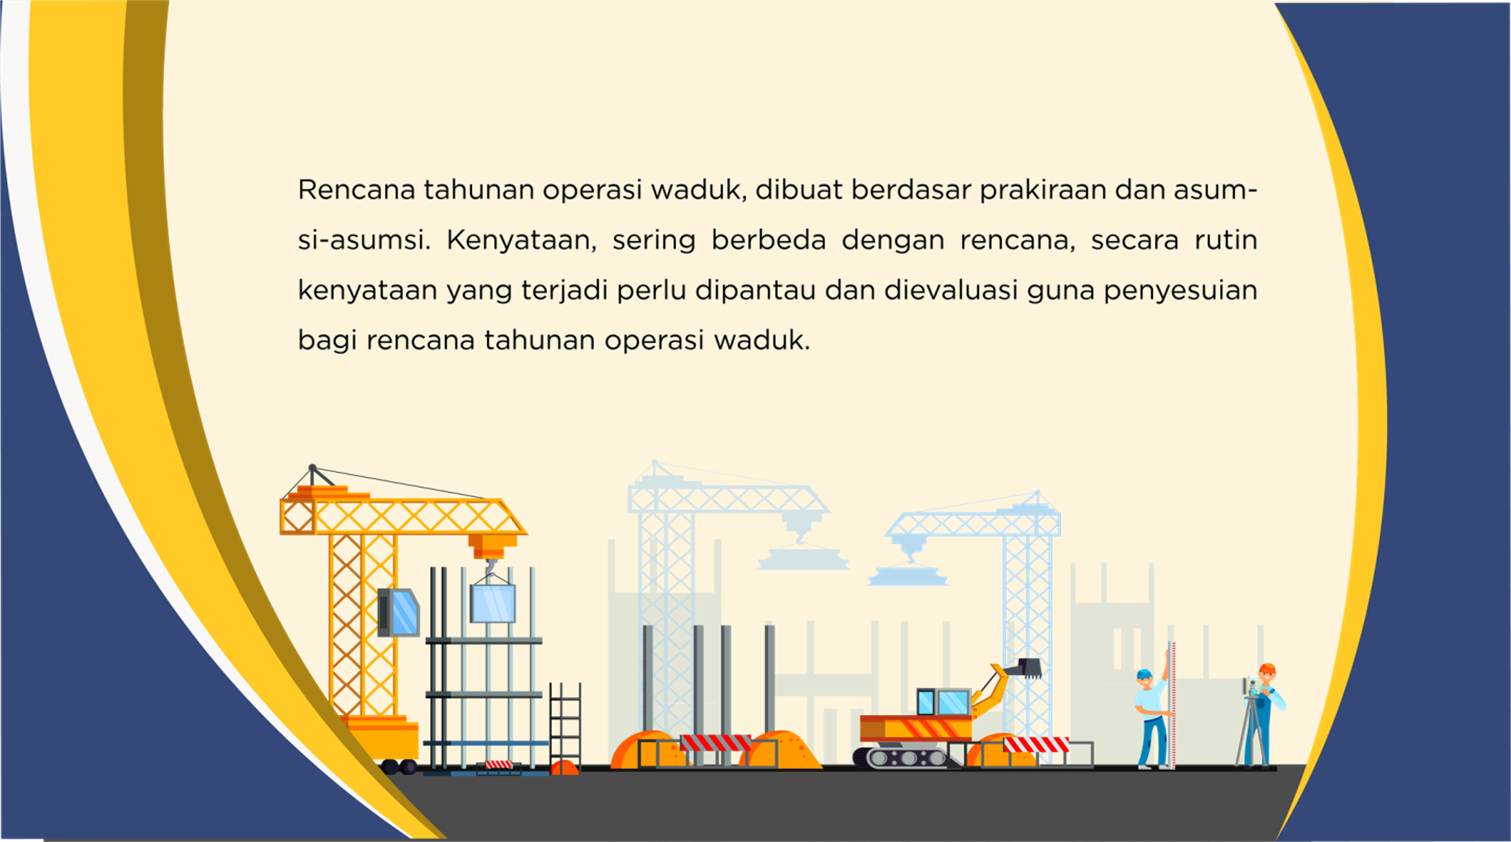 Rencana tahunan operasi waduk, dibuat berdasar prakiraan dan asum-
si-asumsi. Kenyataan, sering berbeda dengan rencana, secara rutin
kenyataan yang terjadi perlu dipantau dan dievaluasi guna penyesuian
bagi rencana tahunan operasi waduk.